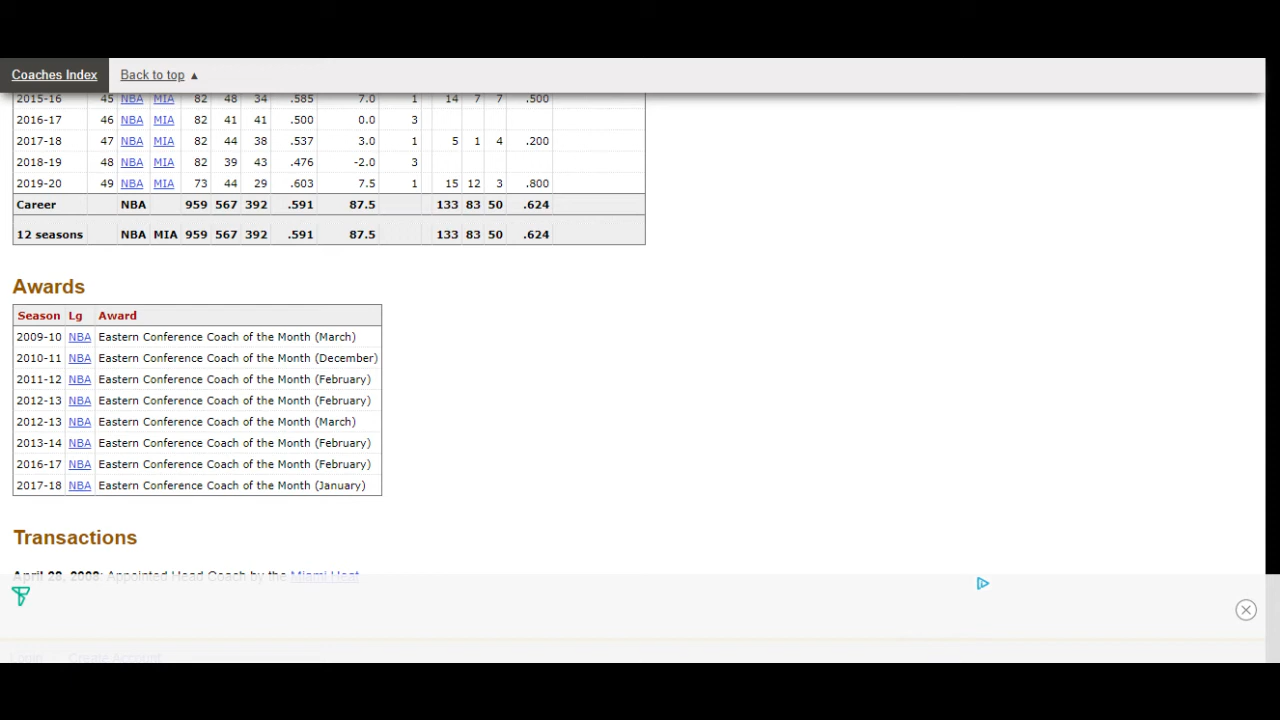 Coaches Index Back to top ▲
2015-16 45 NBA MIA 82 48 34 .585 7.0 1 14 7 7 .500
2016-17 46 NBA MIA 82 41 41 .500 0.0 3
2017-18 47 NBA MIA 82 44 38 .537 3.0 1 5 1 4 .200
2018-19 48 NBA MIA 82 39 43 .476 -2.0 3
2019-20 49 NBA MIA 73 44 29 .603 7.5 1 15 12 3 .800
Career NBA 959 567 392 .591 87.5 133 83 50 .624
12 seasons NBA MIA 959 567 392 .591 87.5 133 83 50 .624
Awards
Season Lg Award
2009-10 NBA Eastern Conference Coach of the Month (March)
2010-11 NBA Eastern Conference Coach of the Month (December)
2011-12 NBA Eastern Conference Coach of the Month (February)
2012-13 NBA Eastern Conference Coach of the Month (February)
2012-13 NBA Eastern Conference Coach of the Month (March)
2013-14 NBA Eastern Conference Coach of the Month (February)
2016-17 NBA Eastern Conference Coach of the Month (February)
2017-18 NBA Eastern Conference Coach of the Month (January)
Transactions
April 28, 2008: Appointed Head Coach by the Miami Heat
Login Create Account